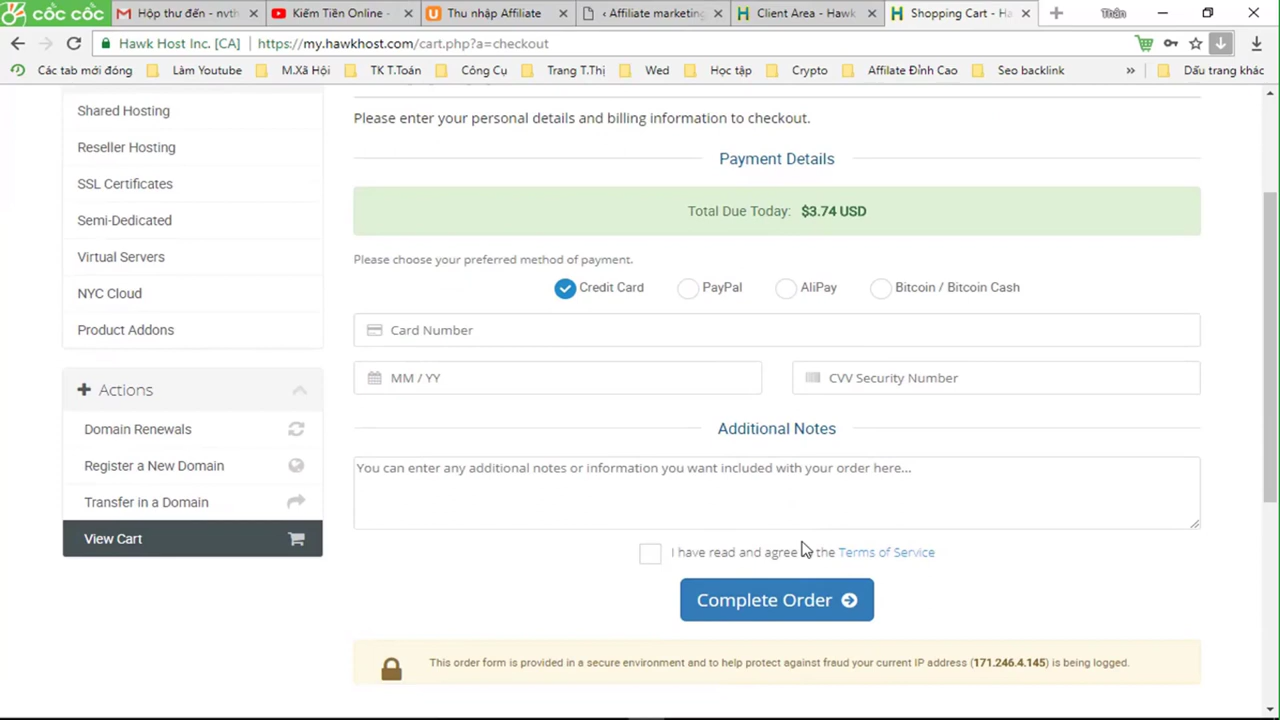 cốc cốc
Hộp thư đến - nvth
Kiếm Tiền Online -
Thu nhập Affiliate
‹ Affiliate marketing
Client Area - Hawk
Shopping Cart - Ha
Thân
Hawk Host Inc. [CA]
https://my.hawkhost.com/cart.php?a=checkout
Các tab mới đóng
Làm Youtube
M.Xã Hội
TK T.Toán
Công Cụ
Trang T.Thị
Wed
Học tập
Crypto
Affilate Đỉnh Cao
Seo backlink
»
Dấu trang khác
Shared Hosting
Reseller Hosting
SSL Certificates
Semi-Dedicated
Virtual Servers
NYC Cloud
Product Addons
Actions
Domain Renewals
Register a New Domain
Transfer in a Domain
View Cart
Please enter your personal details and billing information to checkout.
Payment Details
Total Due Today: $3.74 USD
Please choose your preferred method of payment.
Credit Card
PayPal
AliPay
Bitcoin / Bitcoin Cash
Card Number
MM / YY
CVV Security Number
Additional Notes
You can enter any additional notes or information you want included with your order here...
I have read and agree the Terms of Service
Complete Order
This order form is provided in a secure environment and to help protect against fraud your current IP address (171.246.4.145) is being logged.